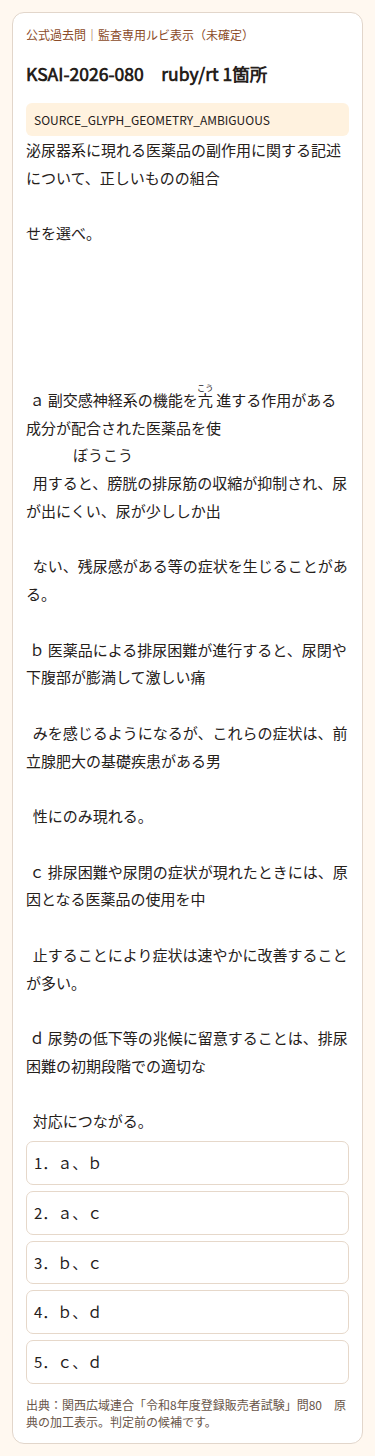 公式過去問｜監査専用ルビ表示（未確定）
KSAI-2026-080　ruby/rt 1箇所
SOURCE_GLYPH_GEOMETRY_AMBIGUOUS
泌尿器系に現れる医薬品の副作用に関する記述
について、正しいものの組合
せを選べ。
こう
ａ 副交感神経系の機能を亢 進する作用がある
成分が配合された医薬品を使
ぼうこう
用すると、膀胱の排尿筋の収縮が抑制され、尿
が出にくい、尿が少ししか出
ない、残尿感がある等の症状を生じることがあ
る。
ｂ 医薬品による排尿困難が進行すると、尿閉や
下腹部が膨満して激しい痛
みを感じるようになるが、これらの症状は、前
立腺肥大の基礎疾患がある男
性にのみ現れる。
ｃ 排尿困難や尿閉の症状が現れたときには、原
因となる医薬品の使用を中
止することにより症状は速やかに改善すること
が多い。
ｄ 尿勢の低下等の兆候に留意することは、排尿
困難の初期段階での適切な
対応につながる。
1．ａ、ｂ
2．ａ、ｃ
3．ｂ、ｃ
4．ｂ、ｄ
5．ｃ、ｄ
出典：関西広域連合「令和8年度登録販売者試験」問80　原
典の加工表示。判定前の候補です。